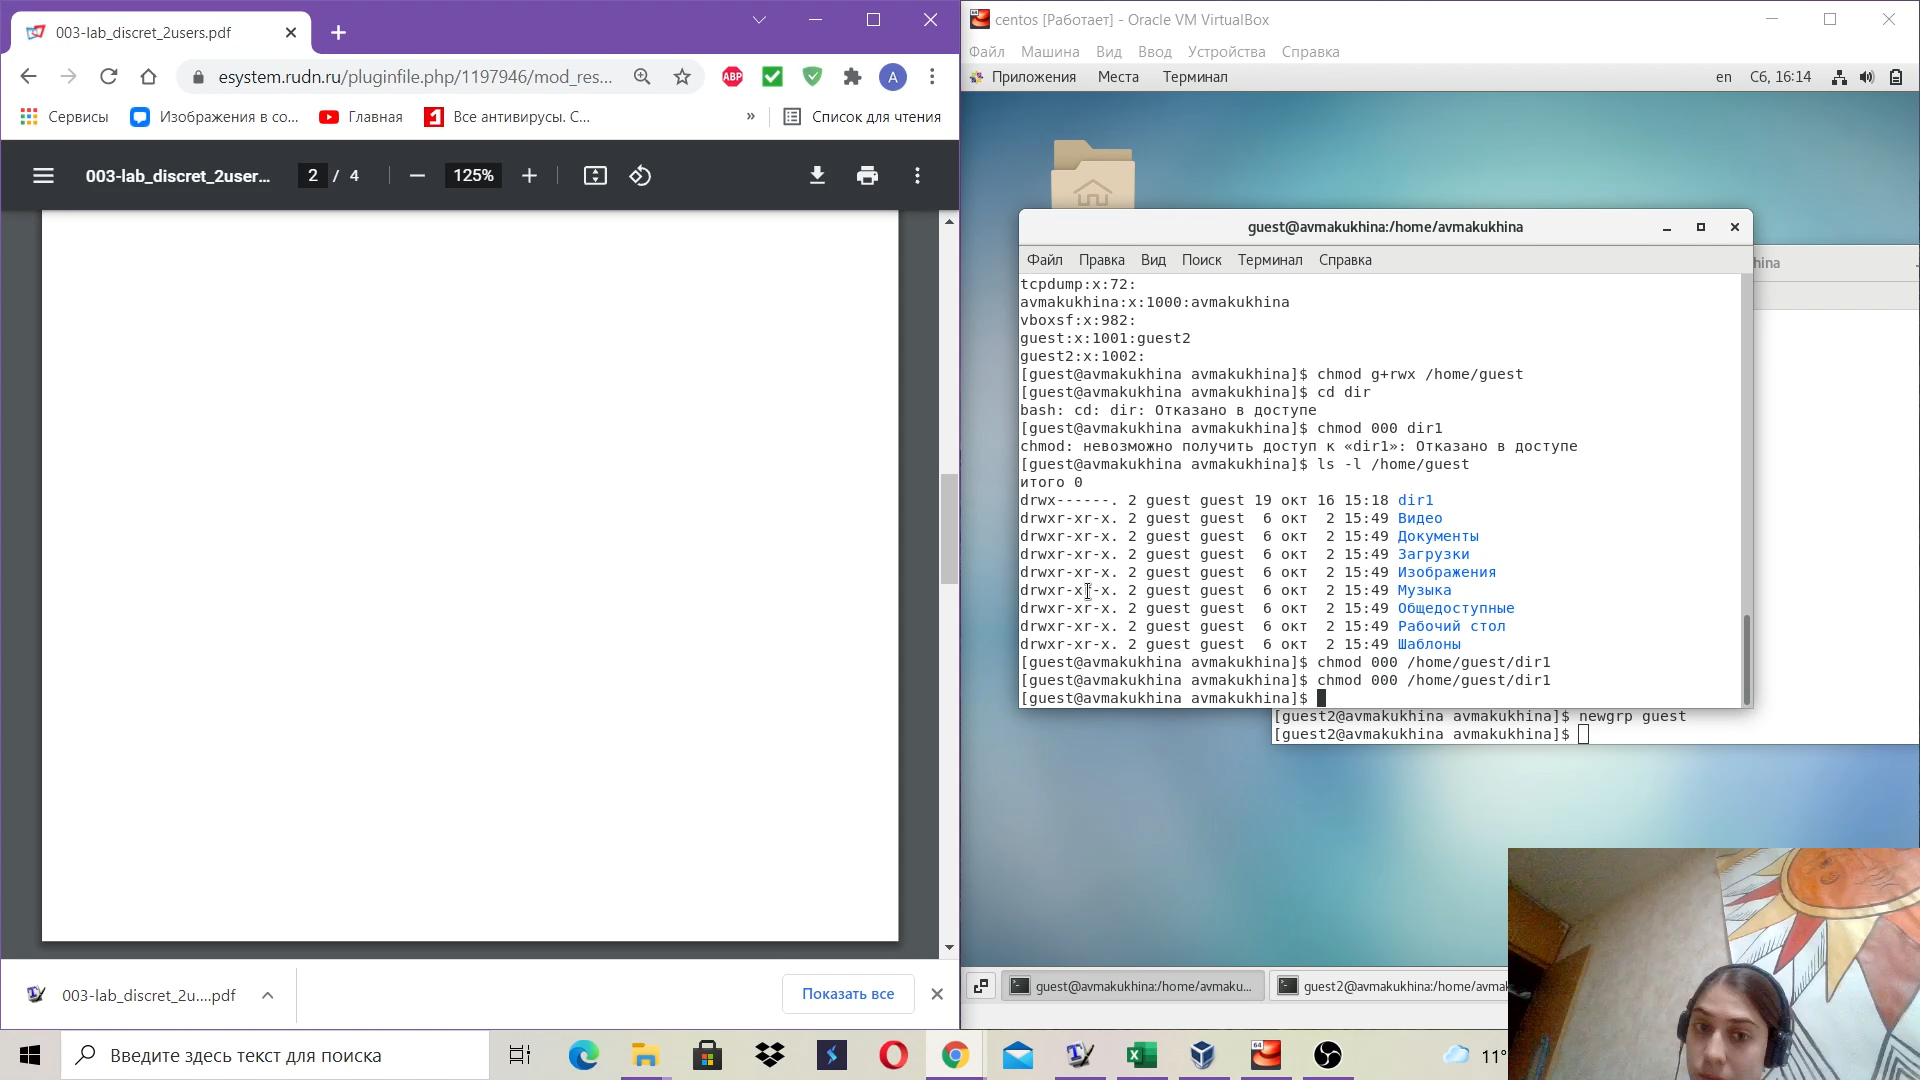 003-lab_discret_2users.pdf
esystem.rudn.ru/pluginfile.php/1197946/mod_res...
ABP
A
Сервисы
Изображения в со...
Главная
Все антивирусы. С...
»
Список для чтения
003-lab_discret_2user...
2 / 4
125%
003-lab_discret_2u....pdf
Показать все
Введите здесь текст для поиска
11°
centos [Работает] - Oracle VM VirtualBox
Файл Машина Вид Ввод Устройства Справка
Приложения Места Терминал
en Сб, 16:14
guest@avmakukhina:/home/avmakukhina
Файл Правка Вид Поиск Терминал Справка
tcpdump:x:72:
avmakukhina:x:1000:avmakukhina
vboxsf:x:982:
guest:x:1001:guest2
guest2:x:1002:
[guest@avmakukhina avmakukhina]$ chmod g+rwx /home/guest
[guest@avmakukhina avmakukhina]$ cd dir
bash: cd: dir: Отказано в доступе
[guest@avmakukhina avmakukhina]$ chmod 000 dir1
chmod: невозможно получить доступ к «dir1»: Отказано в доступе
[guest@avmakukhina avmakukhina]$ ls -l /home/guest
итого 0
drwx------. 2 guest guest 19 окт 16 15:18 dir1
drwxr-xr-x. 2 guest guest  6 окт  2 15:49 Видео
drwxr-xr-x. 2 guest guest  6 окт  2 15:49 Документы
drwxr-xr-x. 2 guest guest  6 окт  2 15:49 Загрузки
drwxr-xr-x. 2 guest guest  6 окт  2 15:49 Изображения
drwxr-xr-x. 2 guest guest  6 окт  2 15:49 Музыка
drwxr-xr-x. 2 guest guest  6 окт  2 15:49 Общедоступные
drwxr-xr-x. 2 guest guest  6 окт  2 15:49 Рабочий стол
drwxr-xr-x. 2 guest guest  6 окт  2 15:49 Шаблоны
[guest@avmakukhina avmakukhina]$ chmod 000 /home/guest/dir1
[guest@avmakukhina avmakukhina]$ chmod 000 /home/guest/dir1
[guest@avmakukhina avmakukhina]$
hina
[guest2@avmakukhina avmakukhina]$ newgrp guest
[guest2@avmakukhina avmakukhina]$
guest@avmakukhina:/home/avmaku...
guest2@avmakukhina:/home/avmak